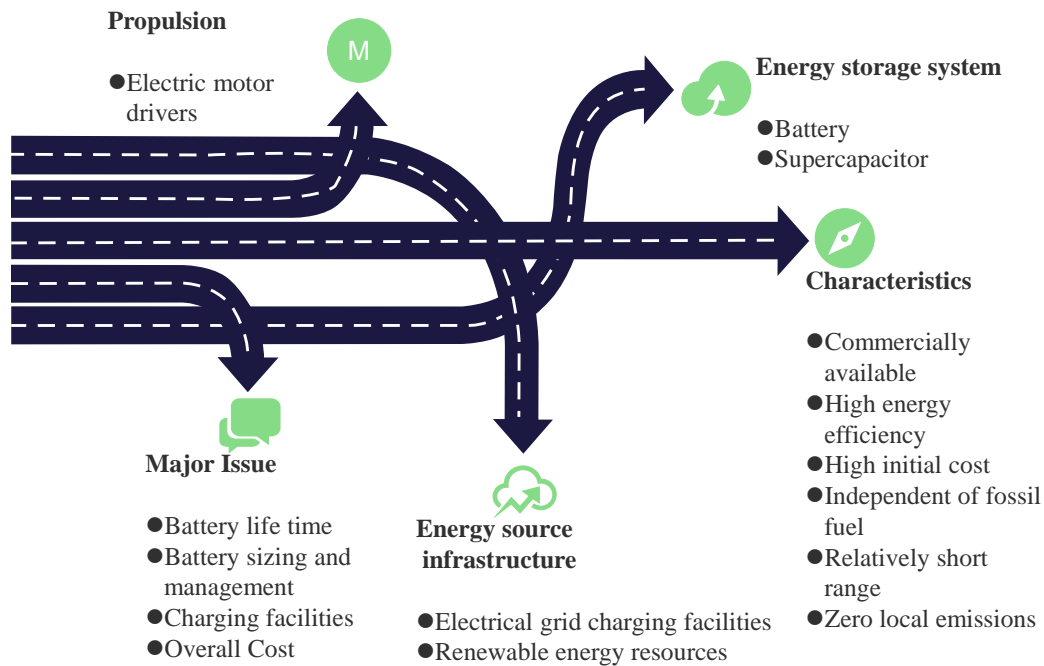 Propulsion
●Electric motor
drivers
M
Energy storage system
●Battery
●Supercapacitor
Characteristics
●Commercially
available
●High energy
efficiency
●High initial cost
●Independent of fossil
fuel
●Relatively short
range
●Zero local emissions
Major Issue
●Battery life time
●Battery sizing and
management
●Charging facilities
●Overall Cost
Energy source
infrastructure
●Electrical grid charging facilities
●Renewable energy resources